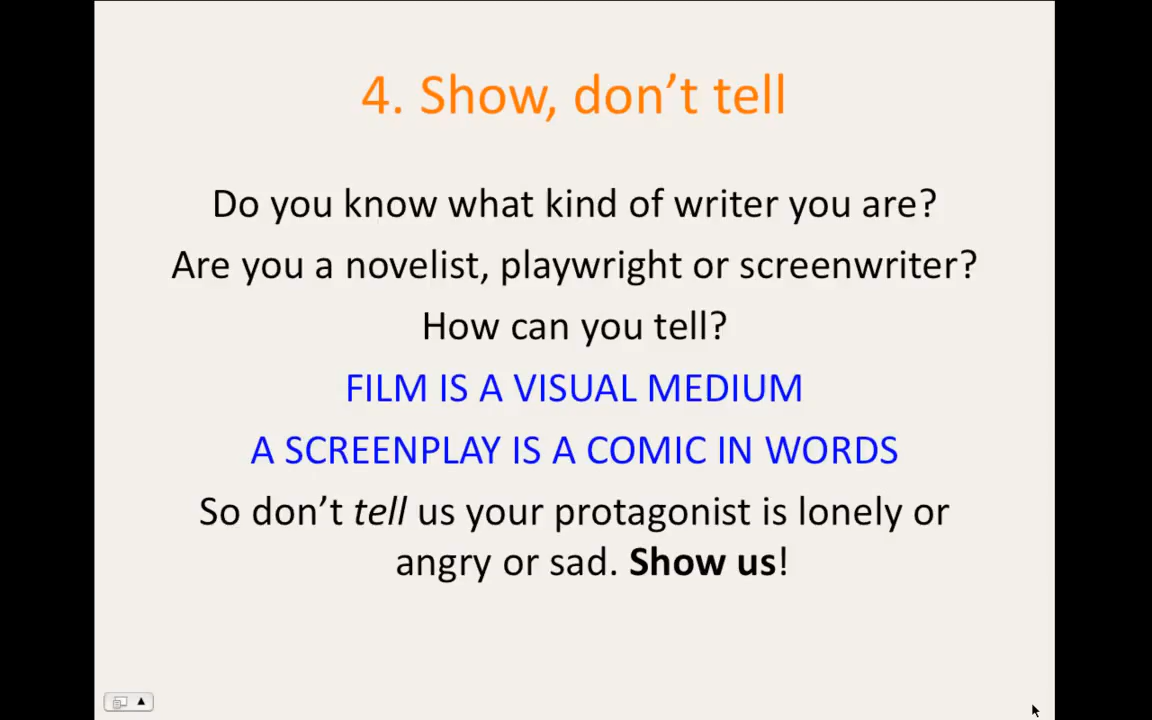 4. Show, don’t tell
Do you know what kind of writer you are?
Are you a novelist, playwright or screenwriter?
How can you tell?
FILM IS A VISUAL MEDIUM
A SCREENPLAY IS A COMIC IN WORDS
So don’t tell us your protagonist is lonely or
angry or sad. Show us!